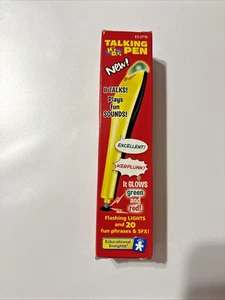 TALKING
PEN
New!
It TALKS!
Plays
fun
SOUNDS!
EXCELLENT!
KERPLUNK!
It GLOWS
green
and
red!
Flashing LIGHTS
and 20
fun phrases & SFX!
Educational
Insights